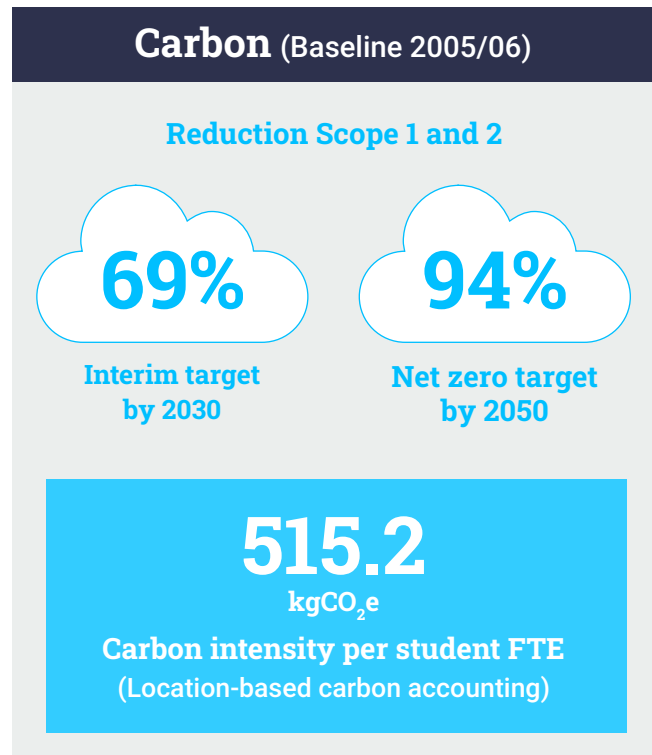 Carbon (Baseline 2005/06)
Reduction Scope 1 and 2
69%
94%
Interim target
by 2030
Net zero target
by 2050
515.2
kgCO₂e
Carbon intensity per student FTE
(Location-based carbon accounting)